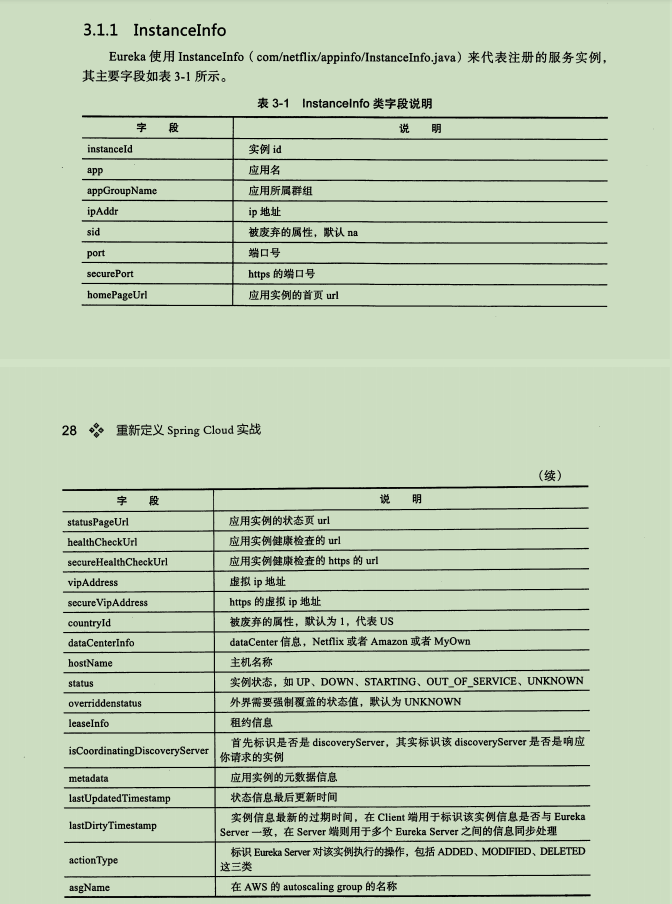 3.1.1 InstanceInfo
Eureka 使用 InstanceInfo（com/netflix/appinfo/InstanceInfo.java）来代表注册的服务实例，
其主要字段如表 3-1 所示。
表 3-1 InstanceInfo 类字段说明
字 段 说 明
instanceId 实例 id
app 应用名
appGroupName 应用所属群组
ipAddr ip 地址
sid 被废弃的属性，默认 na
port 端口号
securePort https 的端口号
homePageUrl 应用实例的首页 url
28 重新定义 Spring Cloud 实战
（续）
字 段 说 明
statusPageUrl 应用实例的状态页 url
healthCheckUrl 应用实例健康检查的 url
secureHealthCheckUrl 应用实例健康检查的 https 的 url
vipAddress 虚拟 ip 地址
secureVipAddress https 的虚拟 ip 地址
countryId 被废弃的属性，默认为 1，代表 US
dataCenterInfo dataCenter 信息，Netflix 或者 Amazon 或者 MyOwn
hostName 主机名称
status 实例状态，如 UP、DOWN、STARTING、OUT_OF_SERVICE、UNKNOWN
overriddenstatus 外界需要强制覆盖的状态值，默认为 UNKNOWN
leaseInfo 租约信息
isCoordinatingDiscoveryServer 首先标识是否是 discoveryServer，其实标识该 discoveryServer 是否是响应
你请求的实例
metadata 应用实例的元数据信息
lastUpdatedTimestamp 状态信息最后更新时间
lastDirtyTimestamp 实例信息最新的过期时间，在 Client 端用于标识该实例信息是否与 Eureka
Server 一致，在 Server 端则用于多个 Eureka Server 之间的信息同步处理
actionType 标识 Eureka Server 对该实例执行的操作，包括 ADDED、MODIFIED、DELETED
这三类
asgName 在 AWS 的 autoscaling group 的名称